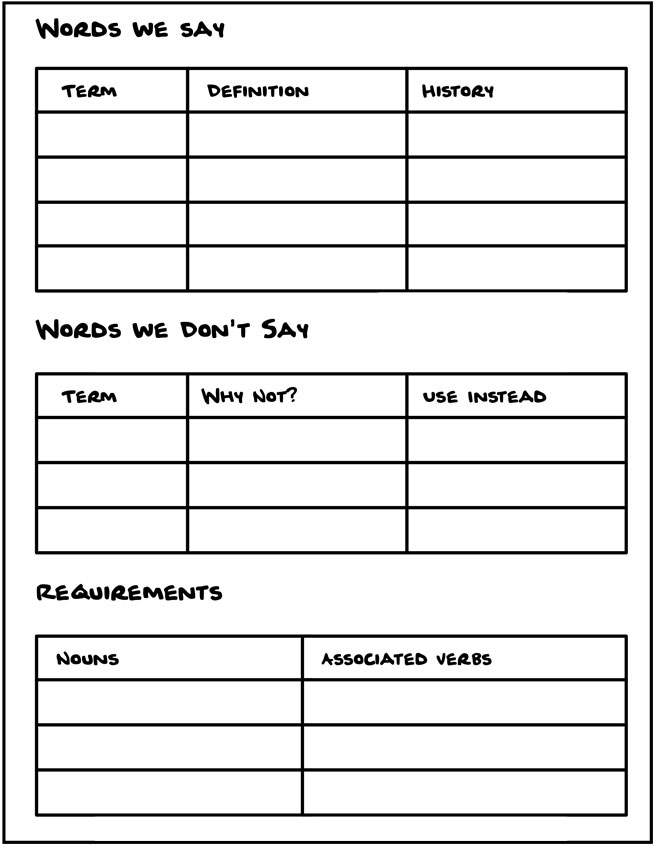 Words we say
Term Definition History
Words we don't Say
Term Why not? Use instead
Requirements
Nouns Associated verbs